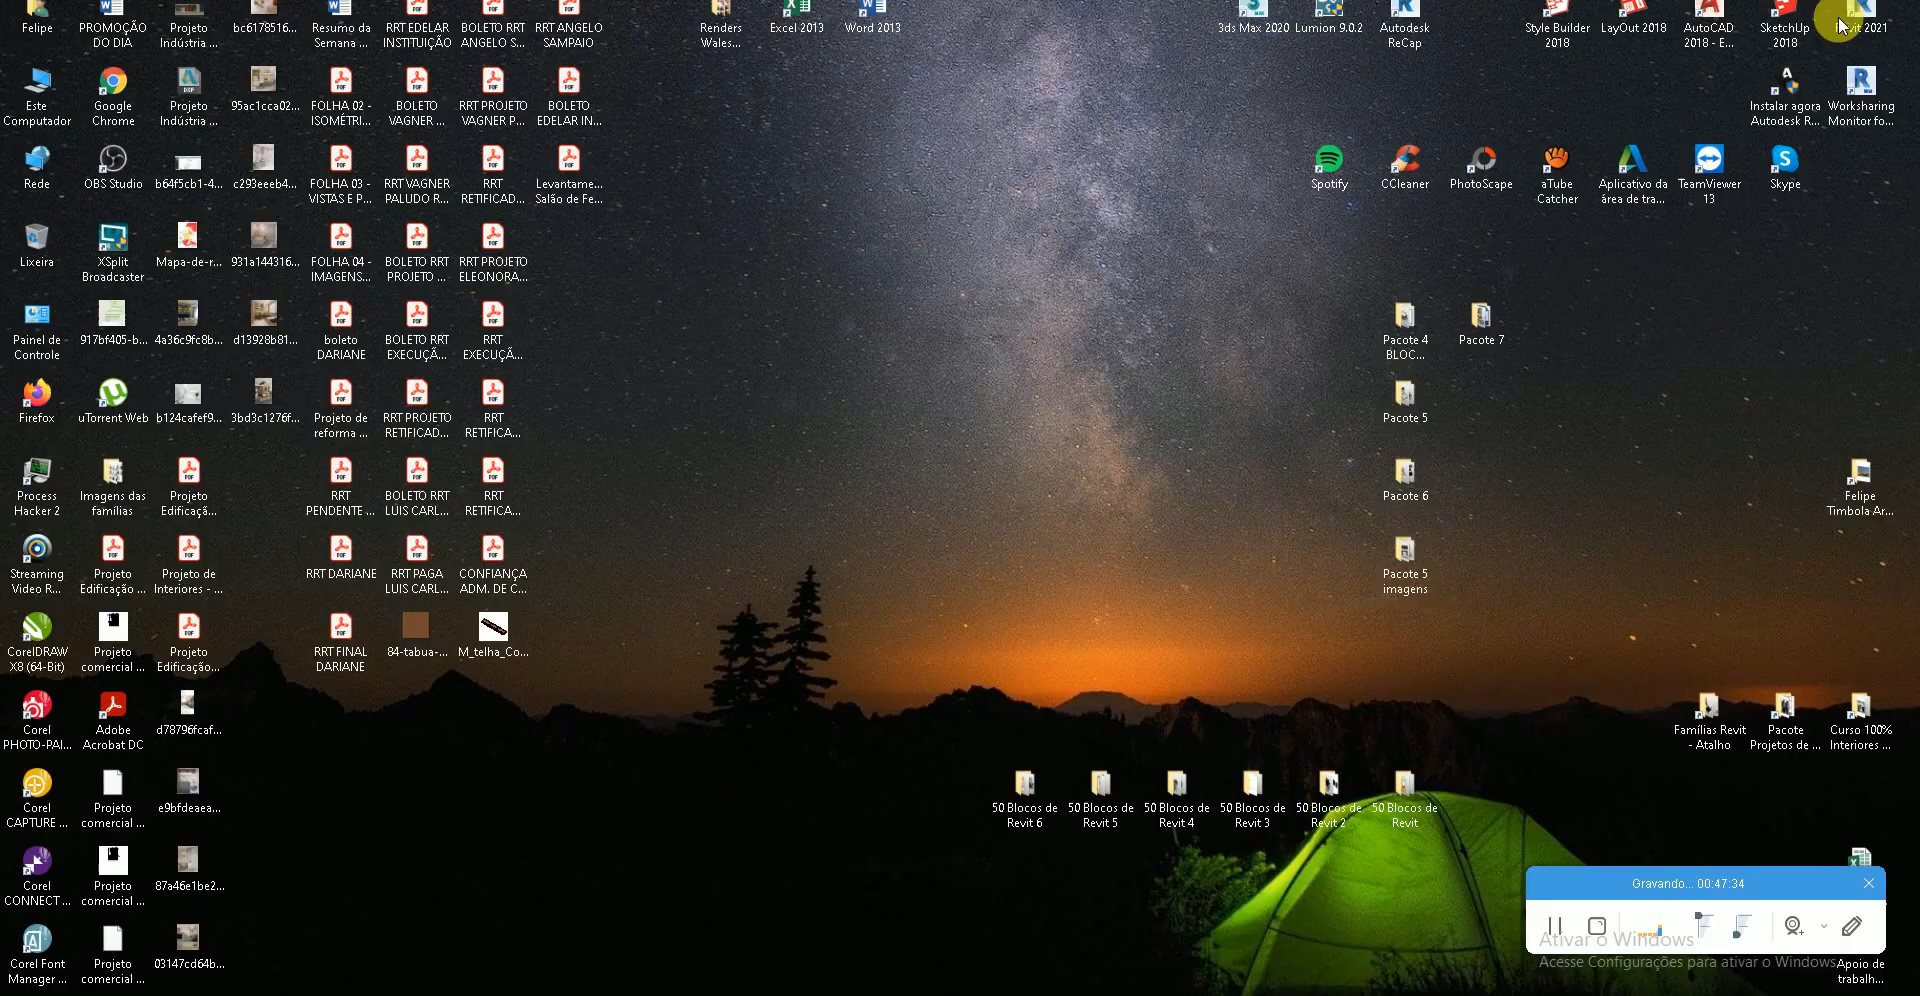 Felipe
PROMOÇÃO
DO DIA
Projeto
Indústria ...
bc6178516...
Resumo da
Semana ...
RRT EDELAR
INSTITUIÇÃO
BOLETO RRT
ANGELO S...
RRT ANGELO
SAMPAIO
Renders
Wales...
Excel 2013
Word 2013
3ds Max 2020
Lumion 9.0.2
Autodesk
ReCap
Style Builder
2018
LayOut 2018
AutoCAD
2018 - E...
SketchUp
2018
Revit 2021
Este
Computador
Google
Chrome
Projeto
Indústria ...
95ac1cca02...
FOLHA 02 -
ISOMÉTRI...
BOLETO
VAGNER ...
RRT PROJETO
VAGNER P...
BOLETO
EDELAR IN...
Instalar agora
Autodesk R...
Worksharing
Monitor fo...
Rede
OBS Studio
b64f5cb1-4...
c293eeeb4...
FOLHA 03 -
VISTAS E P...
RRT VAGNER
PALUDO R...
RRT
RETIFICAD...
Levantame...
Salão de Fe...
Spotify
CCleaner
PhotoScape
aTube
Catcher
Aplicativo da
área de tra...
TeamViewer
13
Skype
Lixeira
XSplit
Broadcaster
Mapa-de-r...
931a144316...
FOLHA 04 -
IMAGENS...
BOLETO RRT
PROJETO ...
RRT PROJETO
ELEONORA...
Painel de
Controle
917bf405-b...
4a36c9fc8b...
d13928b81...
boleto
DARIANE
BOLETO RRT
EXECUÇÃ...
RRT
EXECUÇÃ...
Pacote 4
BLOC...
Pacote 7
Firefox
uTorrent Web
b124cafef9...
3bd3c1276f...
Projeto de
reforma ...
RRT PROJETO
RETIFICAD...
RRT
RETIFICA...
Pacote 5
Process
Hacker 2
Imagens das
famílias
Projeto
Edificaçã...
RRT
PENDENTE ...
BOLETO RRT
LUIS CARL...
RRT
RETIFICA...
Pacote 6
Felipe
Timbola Ar...
Streaming
Video R...
Projeto
Edificação ...
Projeto de
Interiores - ...
RRT DARIANE
RRT PAGA
LUIS CARL...
CONFIANÇA
ADM. DE C...
Pacote 5
imagens
CorelDRAW
X8 (64-Bit)
Projeto
comercial ...
Projeto
Edificação...
RRT FINAL
DARIANE
84-tabua-...
M_telha_Co...
Corel
PHOTO-PAI...
Adobe
Acrobat DC
d78796fcaf...
Famílias Revit
- Atalho
Pacote
Projetos de ...
Curso 100%
Interiores ...
Corel
CAPTURE ...
Projeto
comercial ...
e9bfdeaea...
50 Blocos de
Revit 6
50 Blocos de
Revit 5
50 Blocos de
Revit 4
50 Blocos de
Revit 3
50 Blocos de
Revit 2
50 Blocos de
Revit
Corel
CONNECT ...
Projeto
comercial ...
87a46e1be2...
Gravando... 00:47:34
Corel Font
Manager ...
Projeto
comercial ...
03147cd64b...
Ativar o Windows
Acesse Configurações para ativar o Windows.
Apoio de
trabalh...